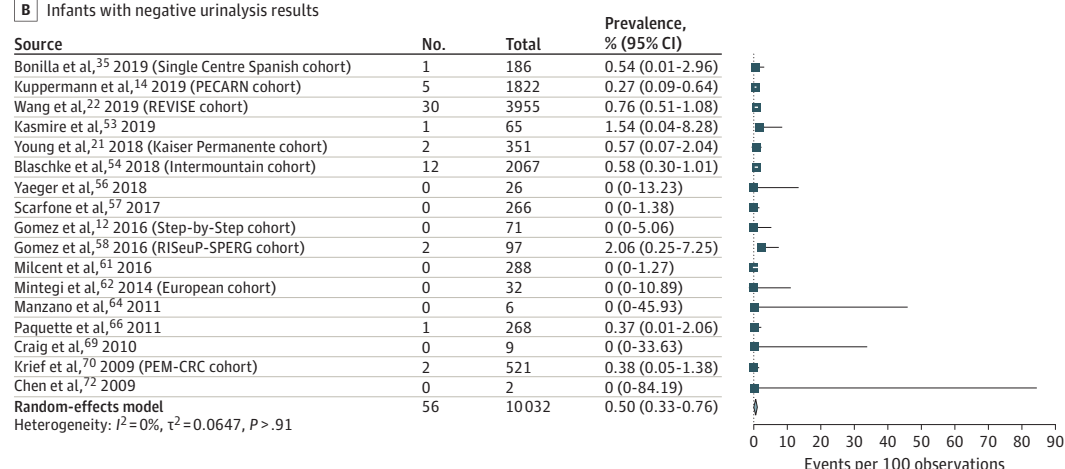 B Infants with negative urinalysis results
Prevalence,
Source No. Total % (95% CI)
Bonilla et al,35 2019 (Single Centre Spanish cohort) 1 186 0.54 (0.01-2.96)
Kuppermann et al,14 2019 (PECARN cohort) 5 1822 0.27 (0.09-0.64)
Wang et al,22 2019 (REVISE cohort) 30 3955 0.76 (0.51-1.08)
Kasmire et al,53 2019 1 65 1.54 (0.04-8.28)
Young et al,21 2018 (Kaiser Permanente cohort) 2 351 0.57 (0.07-2.04)
Blaschke et al,54 2018 (Intermountain cohort) 12 2067 0.58 (0.30-1.01)
Yaeger et al,56 2018 0 26 0 (0-13.23)
Scarfone et al,57 2017 0 266 0 (0-1.38)
Gomez et al,12 2016 (Step-by-Step cohort) 0 71 0 (0-5.06)
Gomez et al,58 2016 (RISeuP-SPERG cohort) 2 97 2.06 (0.25-7.25)
Milcent et al,61 2016 0 288 0 (0-1.27)
Mintegi et al,62 2014 (European cohort) 0 32 0 (0-10.89)
Manzano et al,64 2011 0 6 0 (0-45.93)
Paquette et al,66 2011 1 268 0.37 (0.01-2.06)
Craig et al,69 2010 0 9 0 (0-33.63)
Krief et al,70 2009 (PEM-CRC cohort) 2 521 0.38 (0.05-1.38)
Chen et al,72 2009 0 2 0 (0-84.19)
Random-effects model 56 10032 0.50 (0.33-0.76)
Heterogeneity: I2=0%, τ2=0.0647, P>.91
0 10 20 30 40 50 60 70 80 90
Events per 100 observations